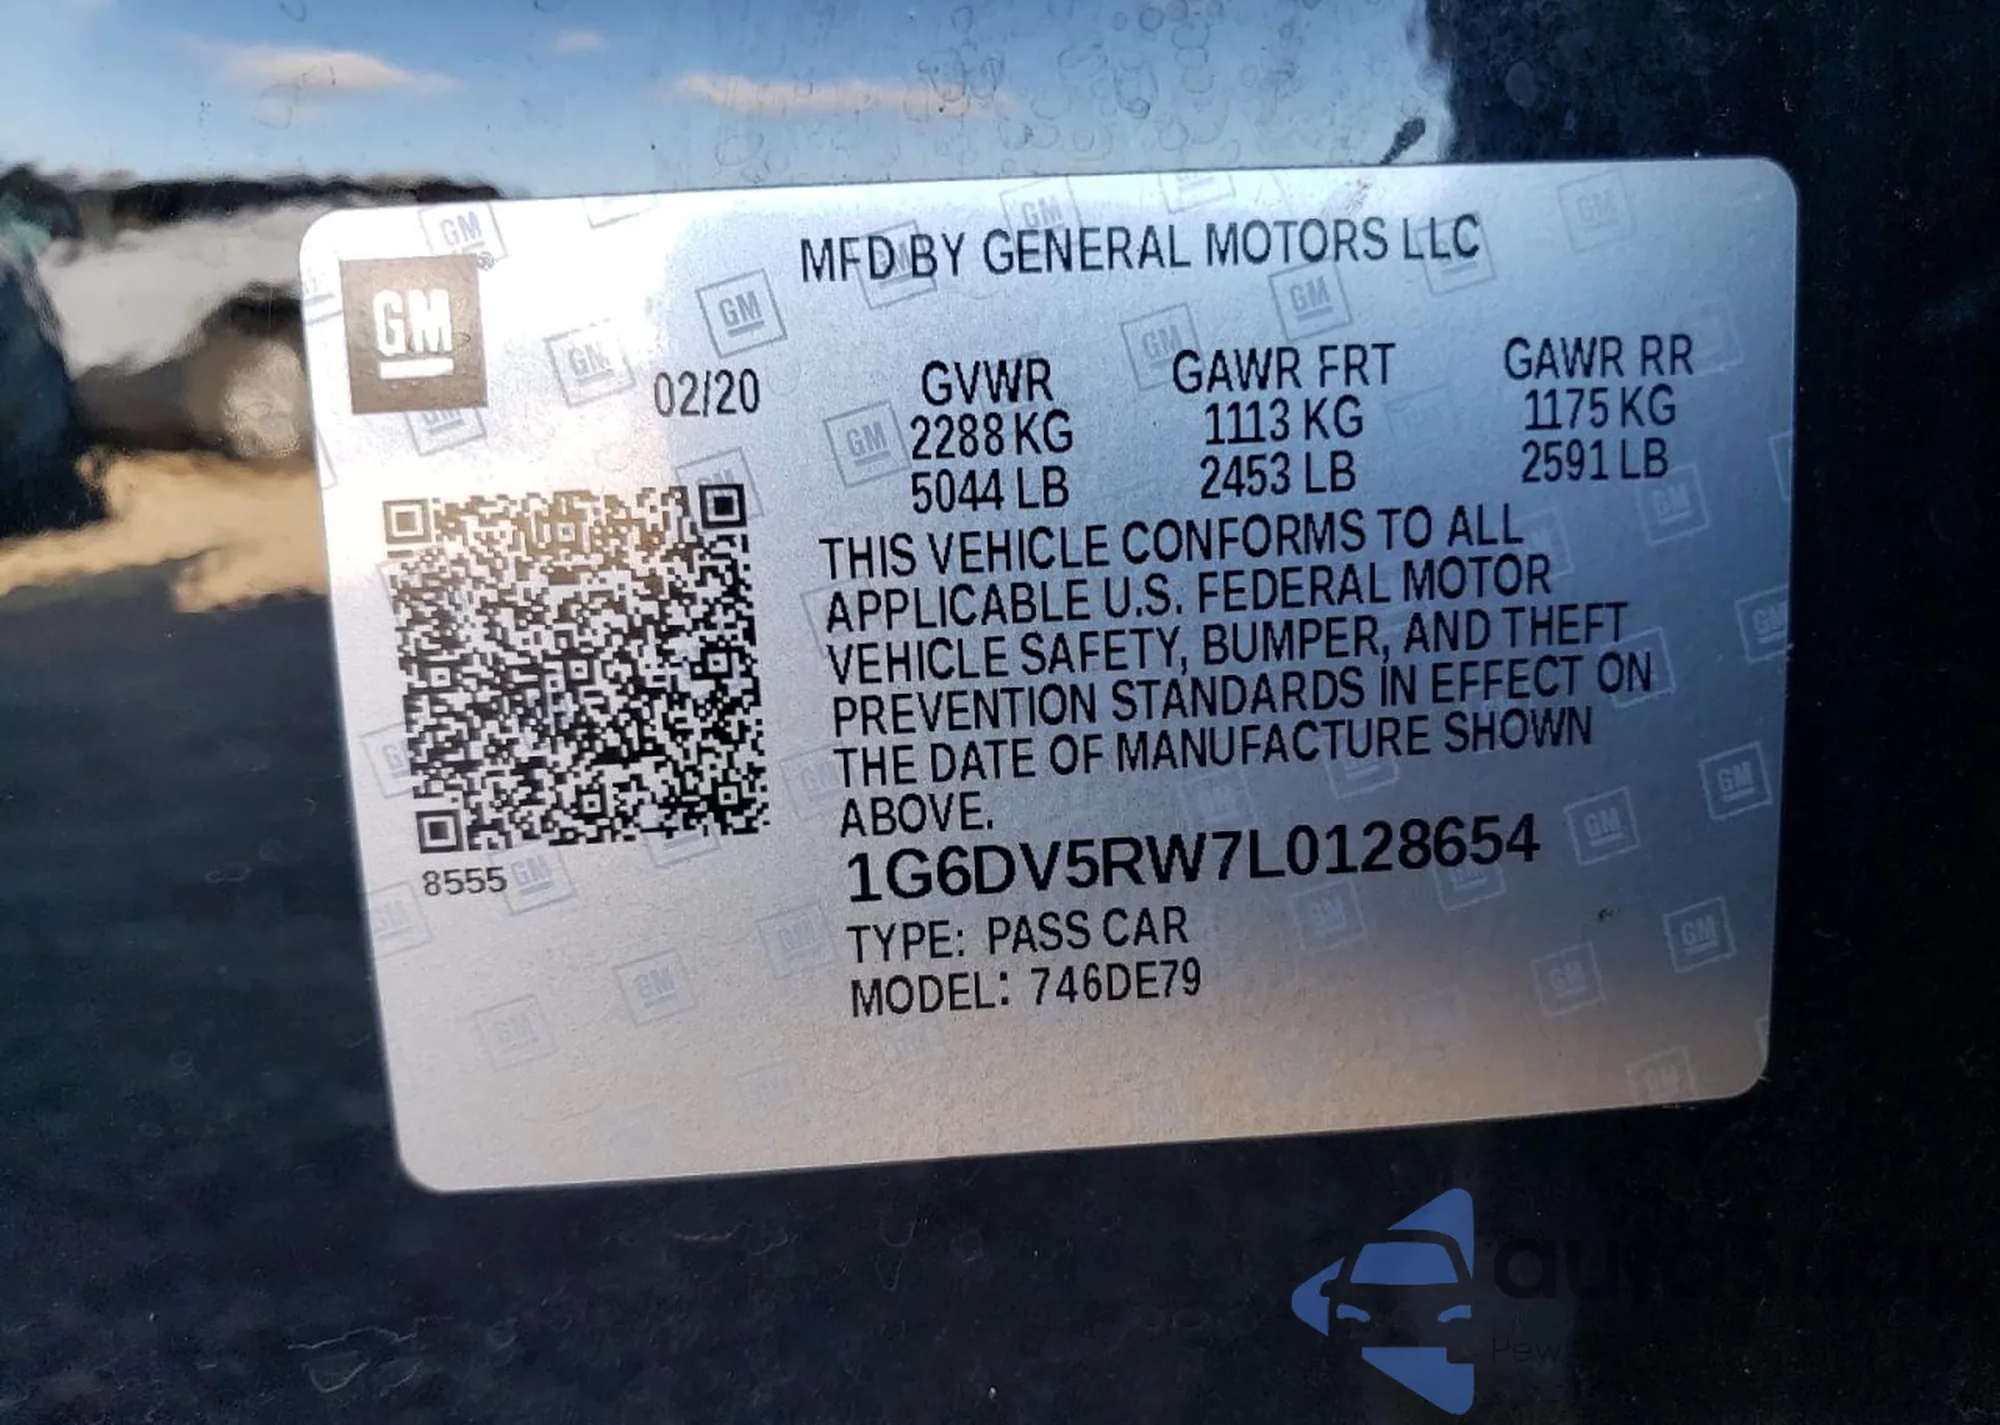 MFD BY GENERAL MOTORS LLC
GM
®
02/20
GVWR GAWR FRT GAWR RR
2288 KG 1113 KG 1175 KG
5044 LB 2453 LB 2591 LB
THIS VEHICLE CONFORMS TO ALL
APPLICABLE U.S. FEDERAL MOTOR
VEHICLE SAFETY, BUMPER, AND THEFT
PREVENTION STANDARDS IN EFFECT ON
THE DATE OF MANUFACTURE SHOWN
ABOVE.
8555
1G6DV5RW7L0128654
TYPE: PASS CAR
MODEL: 746DE79